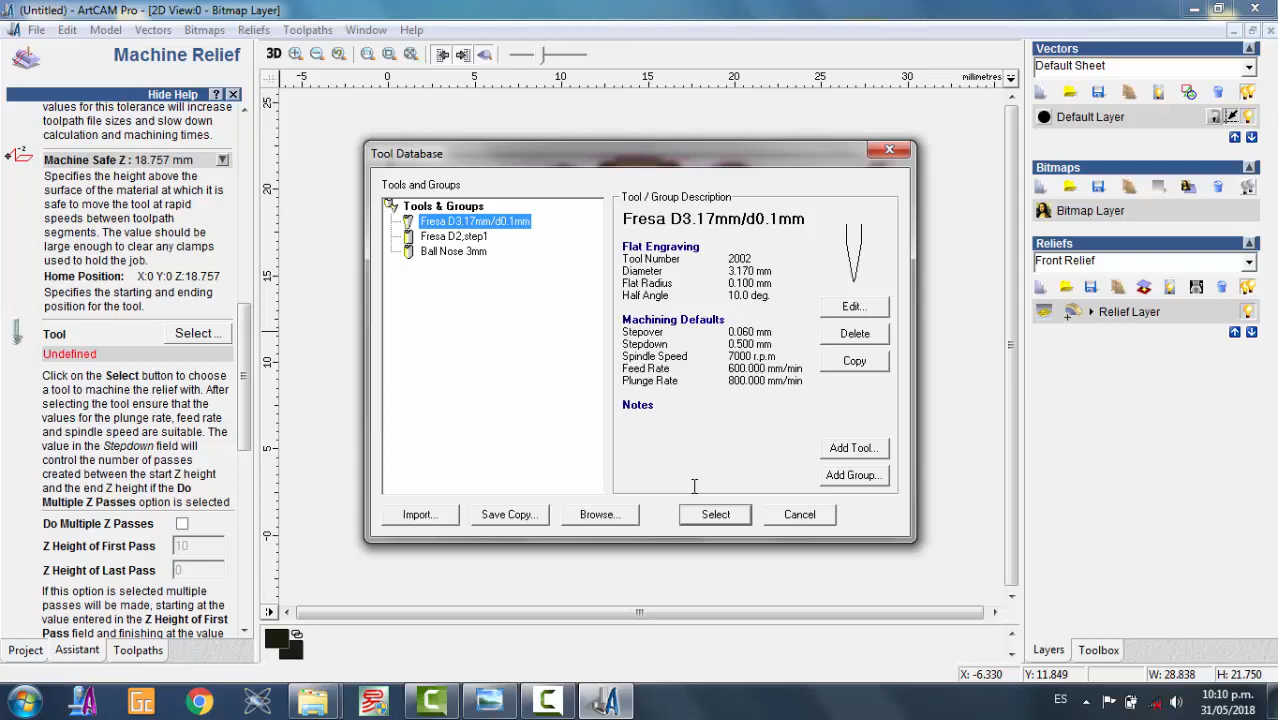 (Untitled) - ArtCAM Pro - [2D View:0 - Bitmap Layer]
File Edit Model Vectors Bitmaps Reliefs Toolpaths Window Help
Machine Relief
Hide Help ?
values for this tolerance will increase
toolpath file sizes and slow down
calculation and machining times.
Machine Safe Z : 18.757 mm
Specifies the height above the
surface of the material at which it is
safe to move the tool at rapid
speeds between toolpath
segments. The value should be
large enough to clear any clamps
used to hold the job.
Home Position: X:0 Y:0 Z:18.757
Specifies the starting and ending
position for the tool.
Tool Select ...
Undefined
Click on the Select button to choose
a tool to machine the relief with. After
selecting the tool ensure that the
values for the plunge rate, feed rate
and spindle speed are suitable. The
value in the Stepdown field will
control the number of passes
created between the start Z height
and the end Z height if the Do
Multiple Z Passes option is selected
Do Multiple Z Passes
Z Height of First Pass 10
Z Height of Last Pass 0
If this option is selected multiple
passes will be made, starting at the
value entered in the Z Height of First
Pass field and finishing at the value
Project Assistant Toolpaths
3D
-5 0 5 10 15 20 25 30 milimetres
25
20
15
10
5
0
Tool Database
Tools and Groups
Tools & Groups
Fresa D3.17mm/d0.1mm
Fresa D2,step1
Ball Nose 3mm
Tool / Group Description
Fresa D3.17mm/d0.1mm
Flat Engraving
Tool Number 2002
Diameter 3.170 mm
Flat Radius 0.100 mm
Half Angle 10.0 deg.
Machining Defaults
Stepover 0.060 mm
Stepdown 0.500 mm
Spindle Speed 7000 r.p.m
Feed Rate 600.000 mm/min
Plunge Rate 800.000 mm/min
Notes
Edit...
Delete
Copy
Add Tool...
Add Group...
Import... Save Copy... Browse... Select Cancel
Vectors
Default Sheet
Default Layer
Bitmaps
Bitmap Layer
Reliefs
Front Relief
Relief Layer
Layers Toolbox
X: -6.330 Y: 11.849 W: 28.838 H: 21.750
Gc
ES
10:10 p.m.
31/05/2018